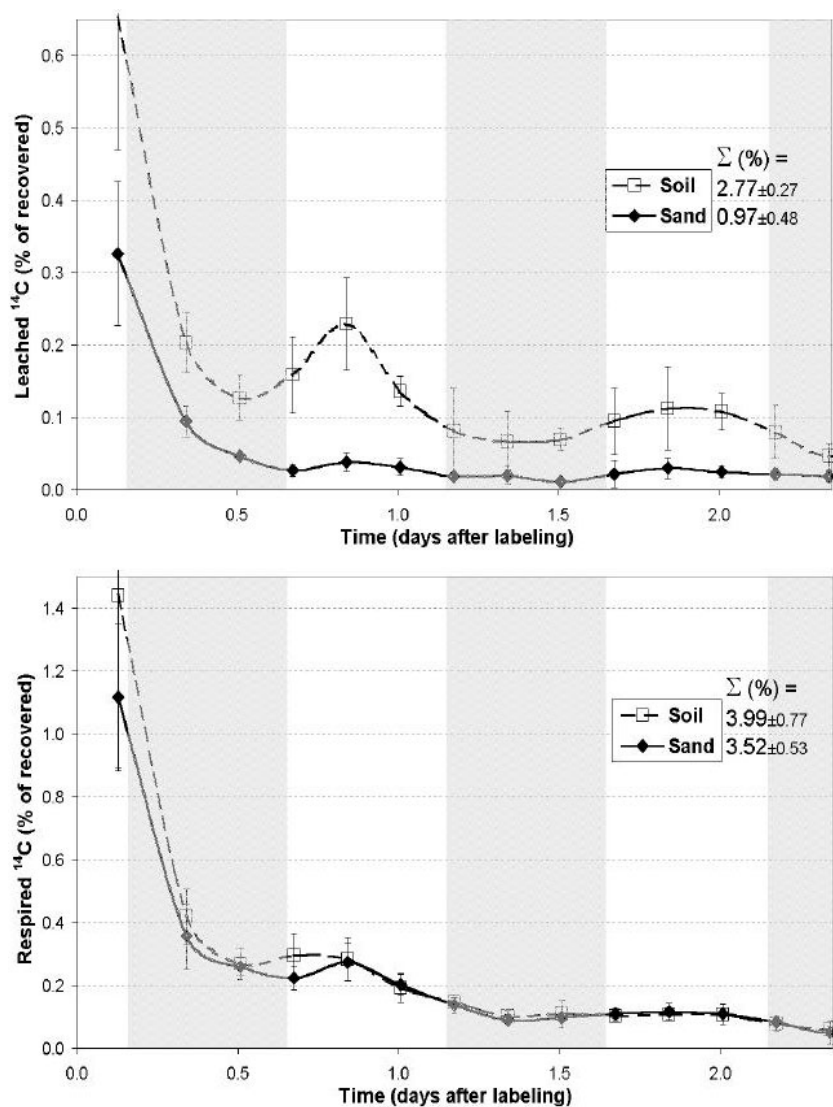 0.6
0.5
0.4
0.3
0.2
0.1
0.0
Leached ¹⁴C (% of recovered)
Σ (%) =
Soil 2.77±0.27
Sand 0.97±0.48
0.0 0.5 1.0 1.5 2.0
Time (days after labeling)
1.4
1.2
1.0
0.8
0.6
0.4
0.2
0.0
Respired ¹⁴C (% of recovered)
Σ (%) =
Soil 3.99±0.77
Sand 3.52±0.53
0.0 0.5 1.0 1.5 2.0
Time (days after labeling)